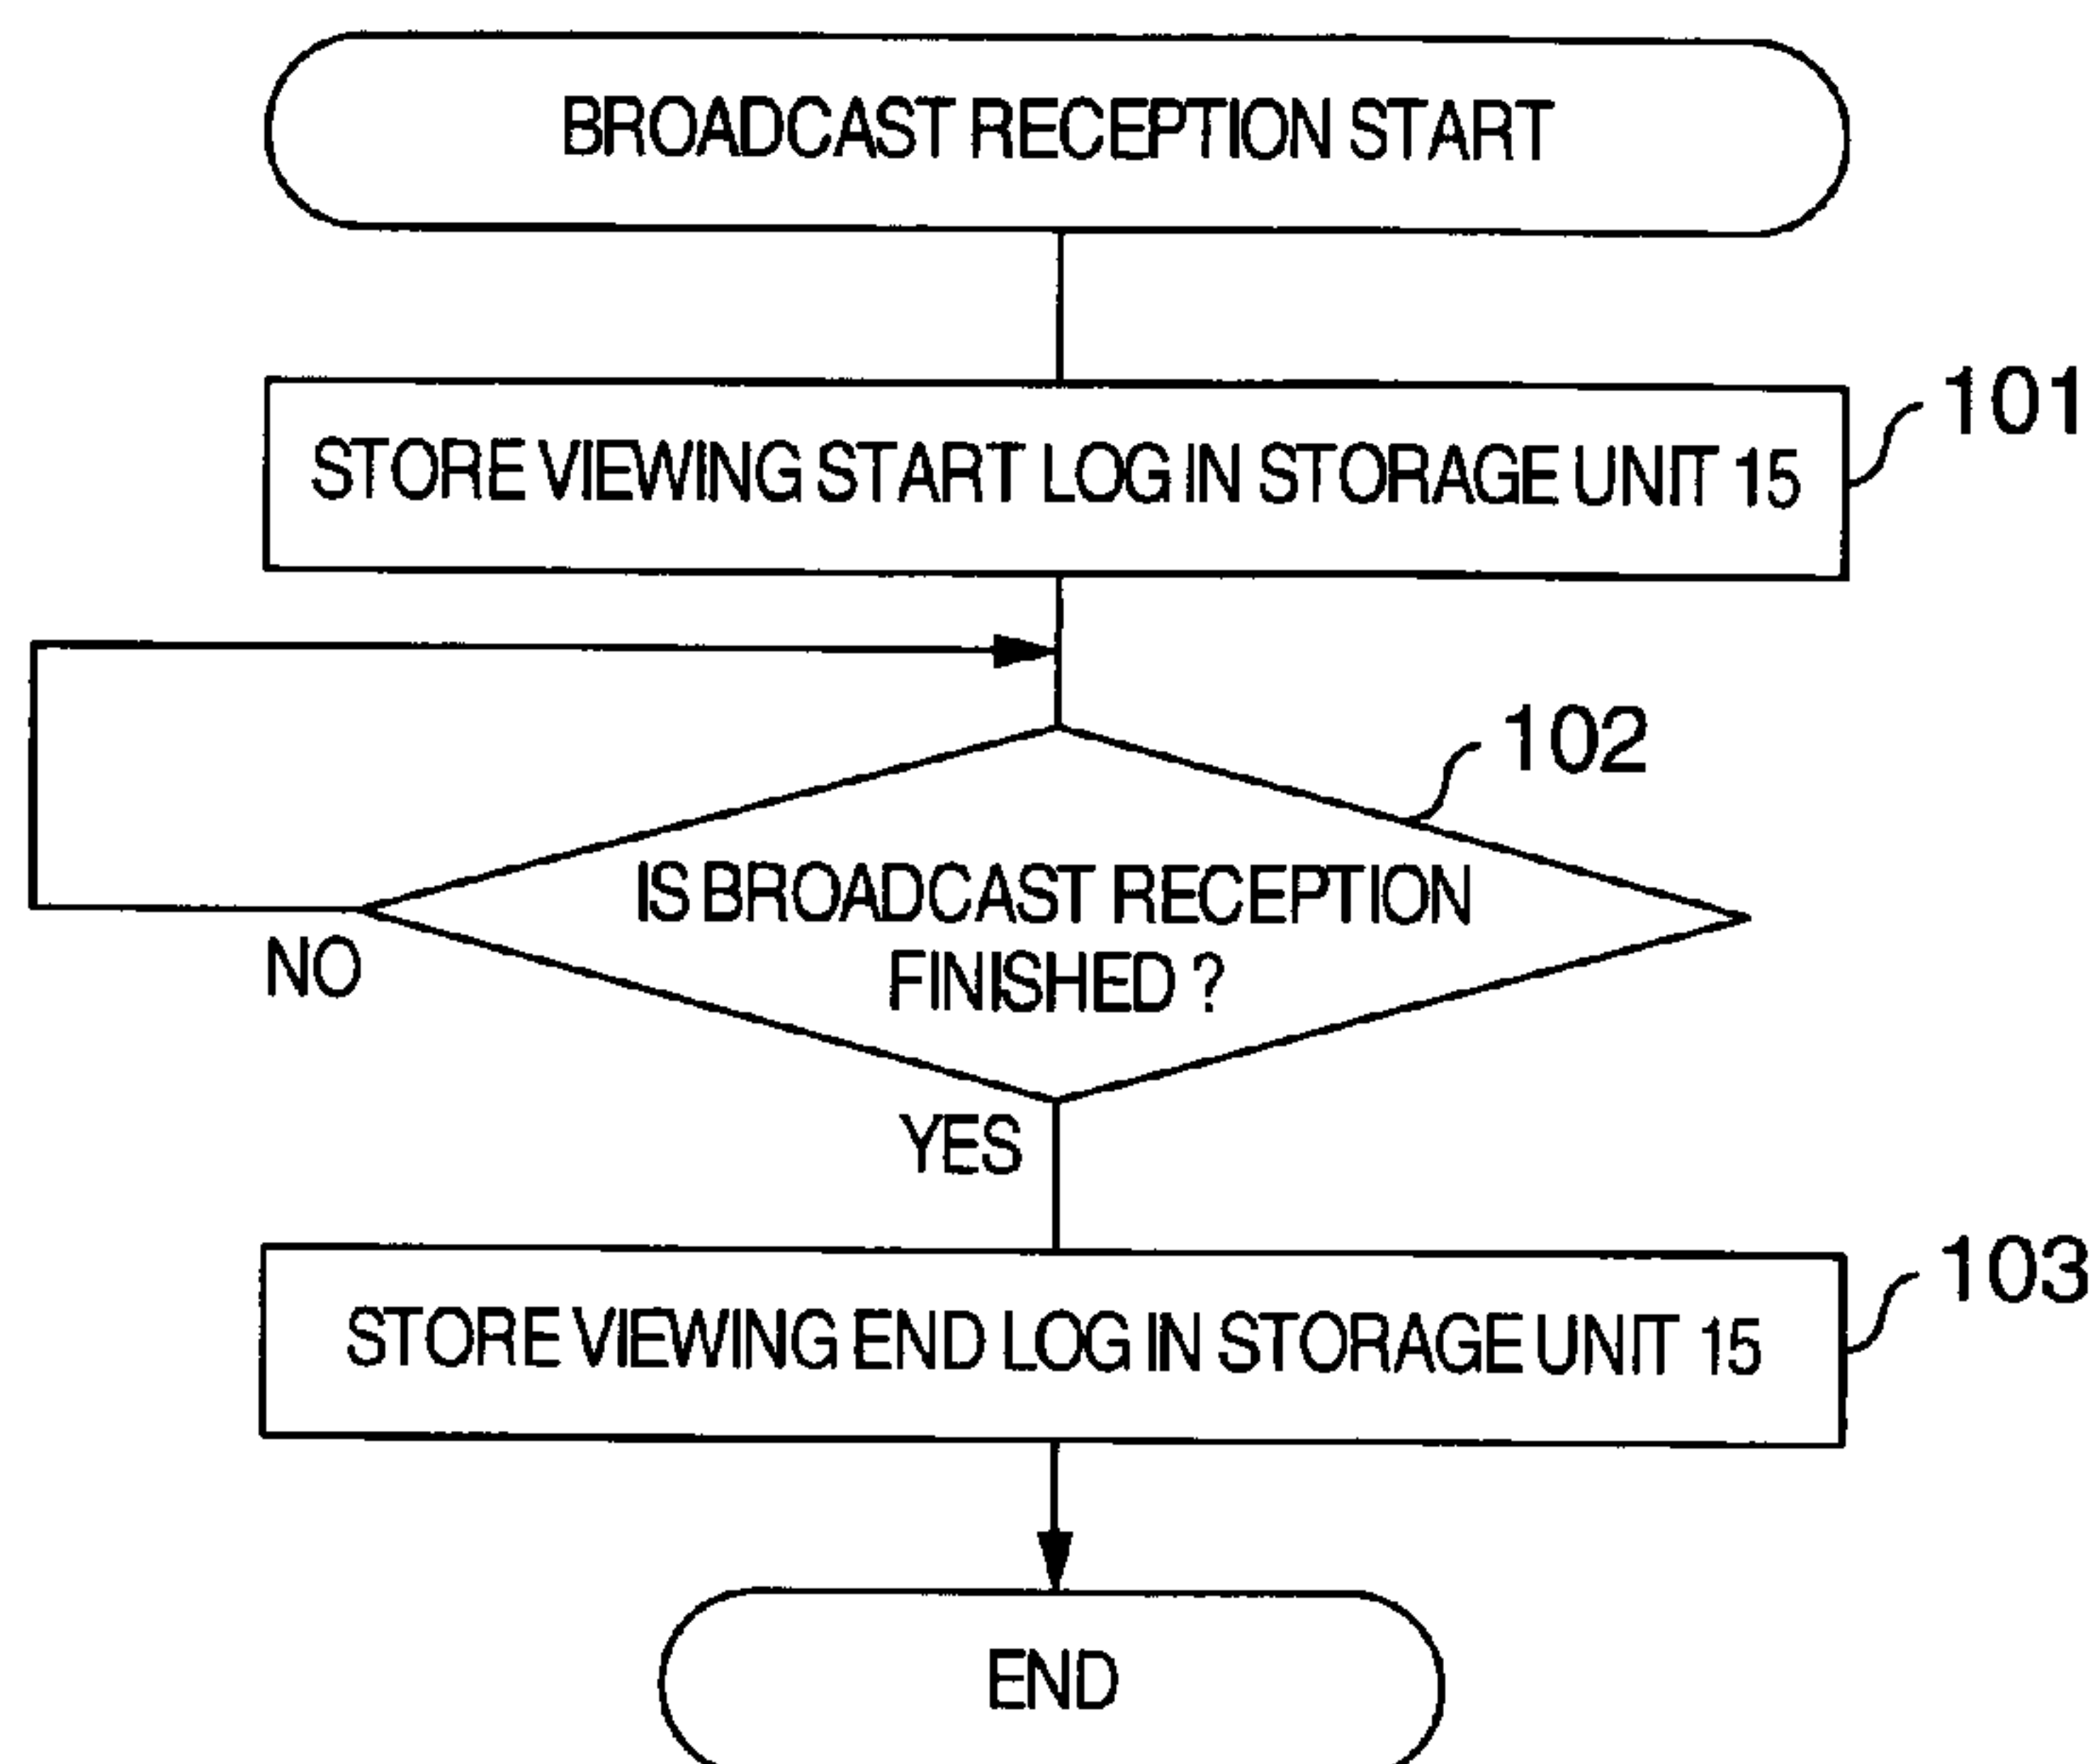 BROADCAST RECEPTION START
STORE VIEWING START LOG IN STORAGE UNIT 15
101
102
IS BROADCAST RECEPTION
FINISHED ?
NO
YES
STORE VIEWING END LOG IN STORAGE UNIT 15
103
END